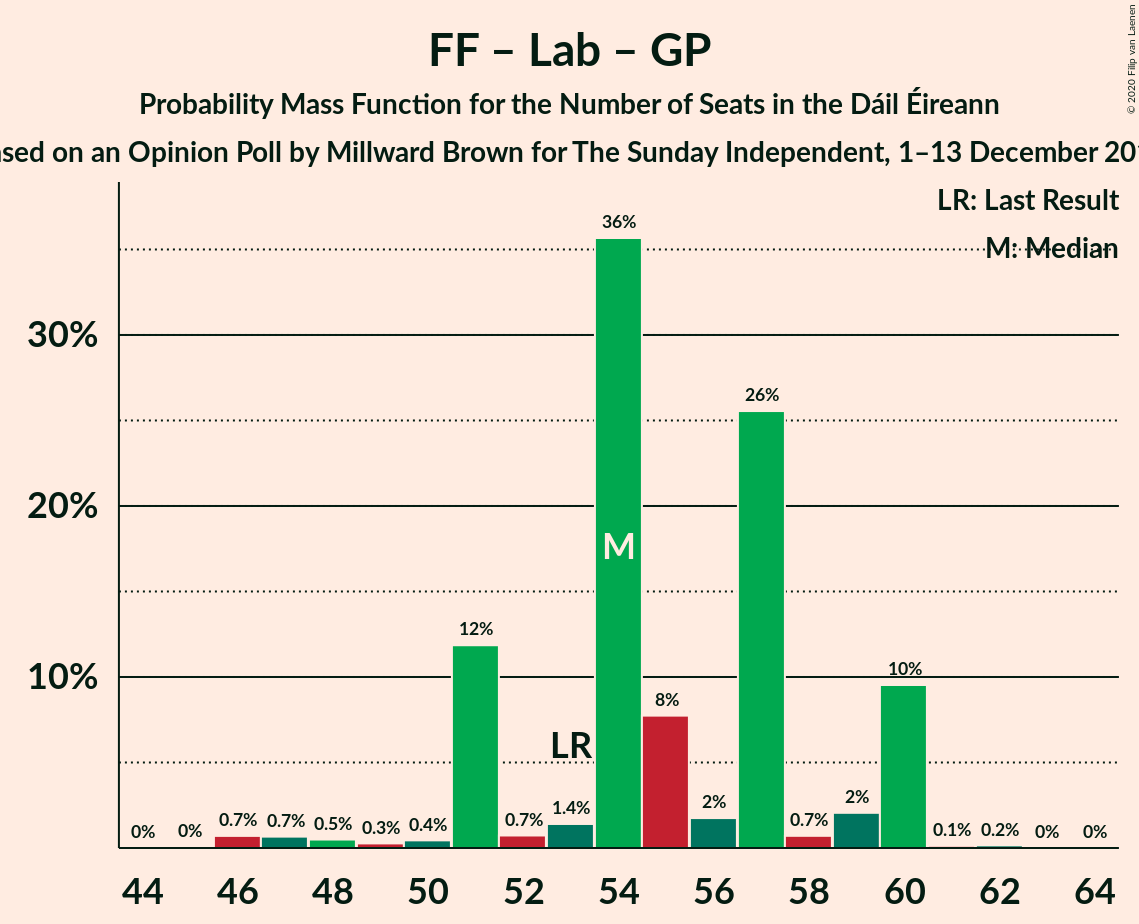 FF – Lab – GP
Probability Mass Function for the Number of Seats in the Dáil Éireann
on an Opinion Poll by Millward Brown for The Sunday Independent, 1–13 December
© 2020 Filip van Laenen
LR: Last Result
M: Median
30%
20%
10%
0%
0%
0.7%
0.7%
0.5%
0.3%
0.4%
12%
0.7%
1.4%
36%
8%
2%
26%
0.7%
2%
10%
0.1%
0.2%
0%
0%
LR
M
44 46 48 50 52 54 56 58 60 62 64